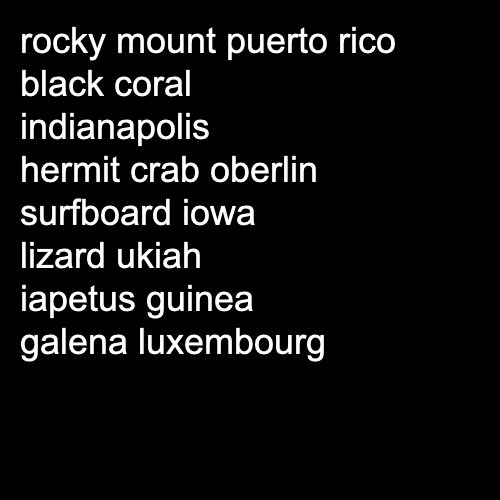 rocky mount puerto rico
black coral
indianapolis
hermit crab oberlin
surfboard iowa
lizard ukiah
iapetus guinea
galena luxembourg